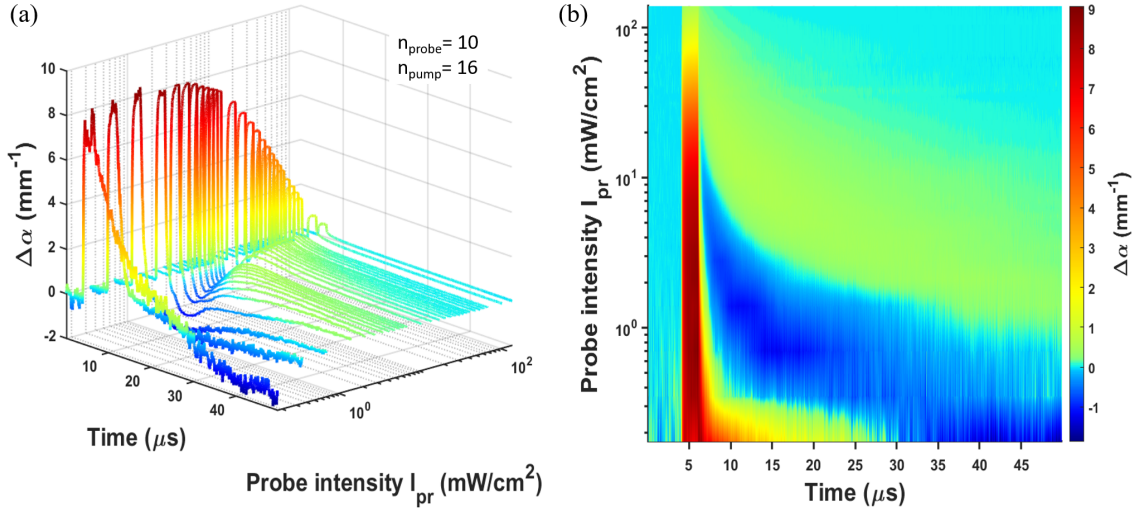 (a)
n_probe= 10
n_pump= 16
10
8
6
4
2
0
-2
Δα (mm⁻¹)
10
20
30
40
Time (μs)
10⁰
10²
Probe intensity I_pr (mW/cm²)
(b)
10²
10¹
10⁰
Probe intensity I_pr (mW/cm²)
5 10 15 20 25 30 35 40 45
Time (μs)
9
8
7
6
5
4
3
2
1
0
-1
Δα (mm⁻¹)